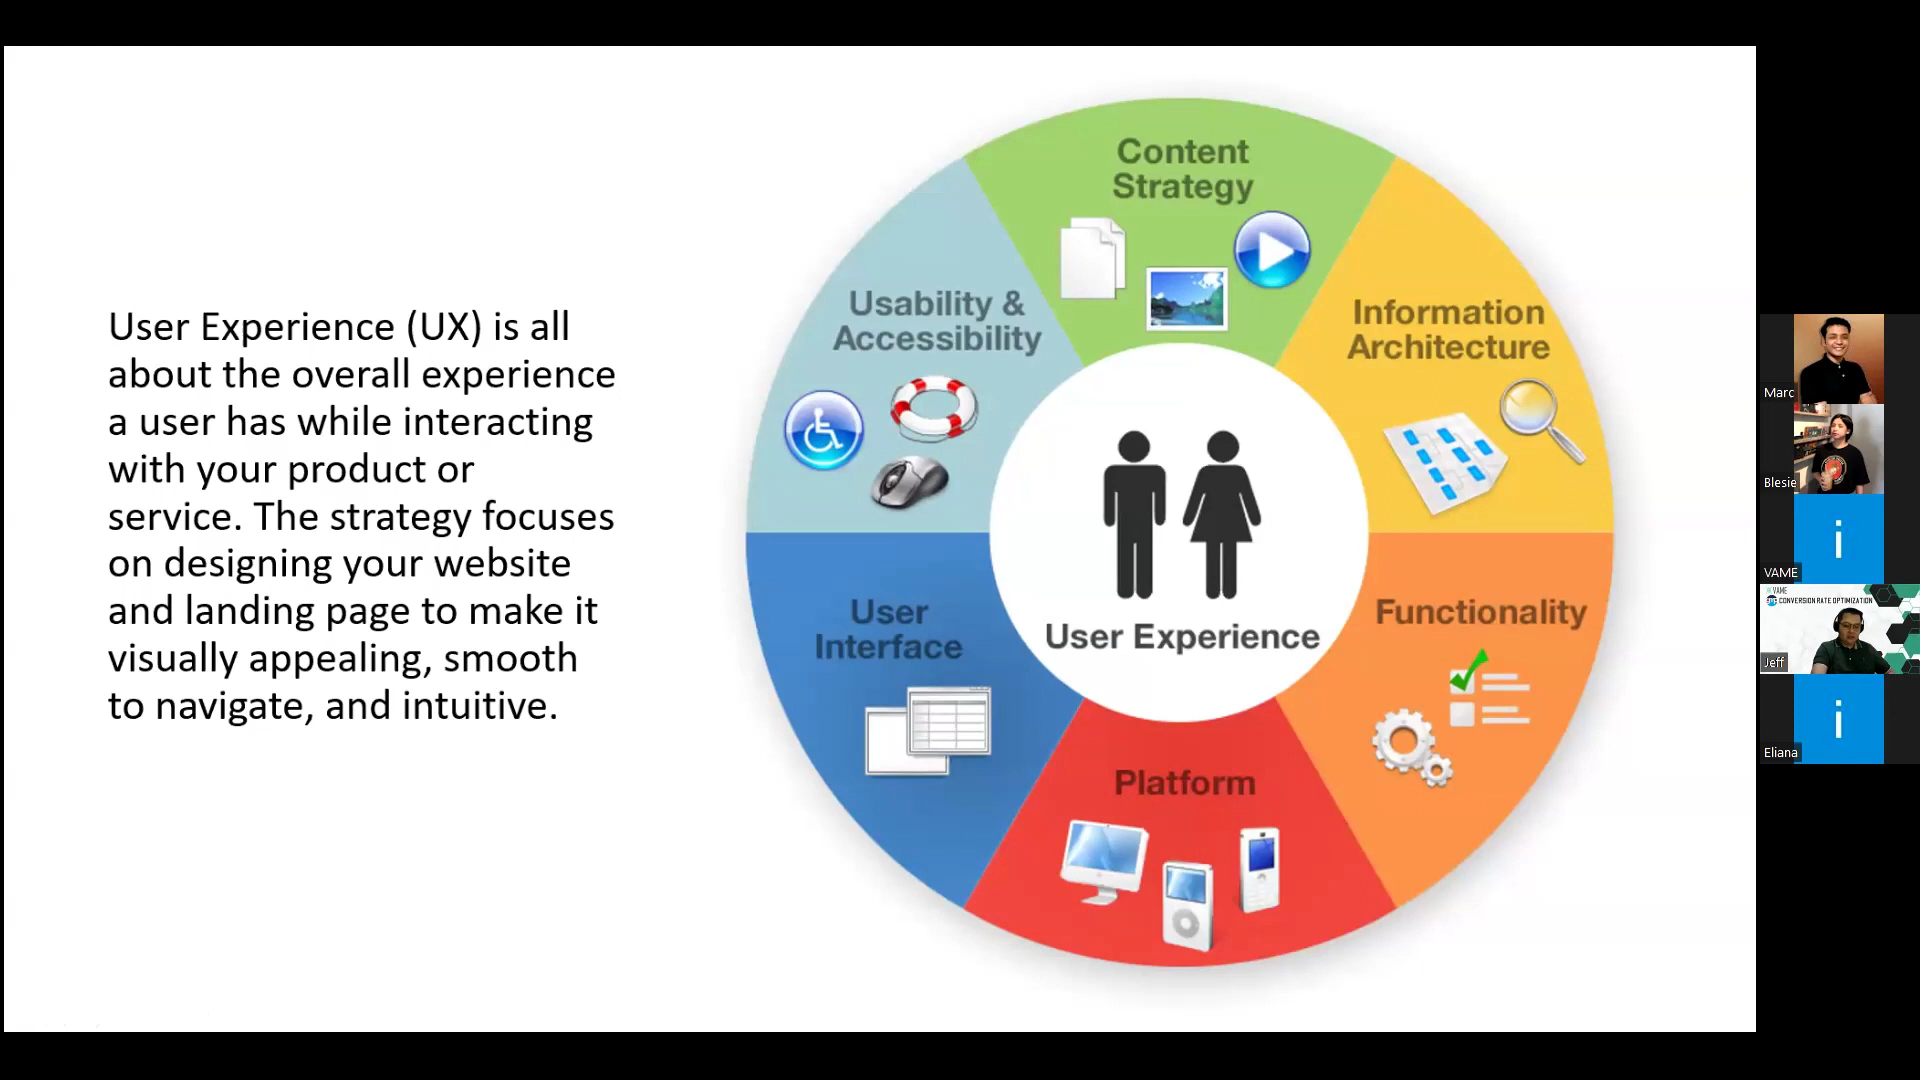 User Experience (UX) is all
about the overall experience
a user has while interacting
with your product or
service. The strategy focuses
on designing your website
and landing page to make it
visually appealing, smooth
to navigate, and intuitive.
Content
Strategy
Usability &
Accessibility
Information
Architecture
User
Interface
User Experience
Functionality
Platform
Marc
Blesie
i
VAME
VAME
CONVERSION RATE OPTIMIZATION
Jeff
i
Eliana